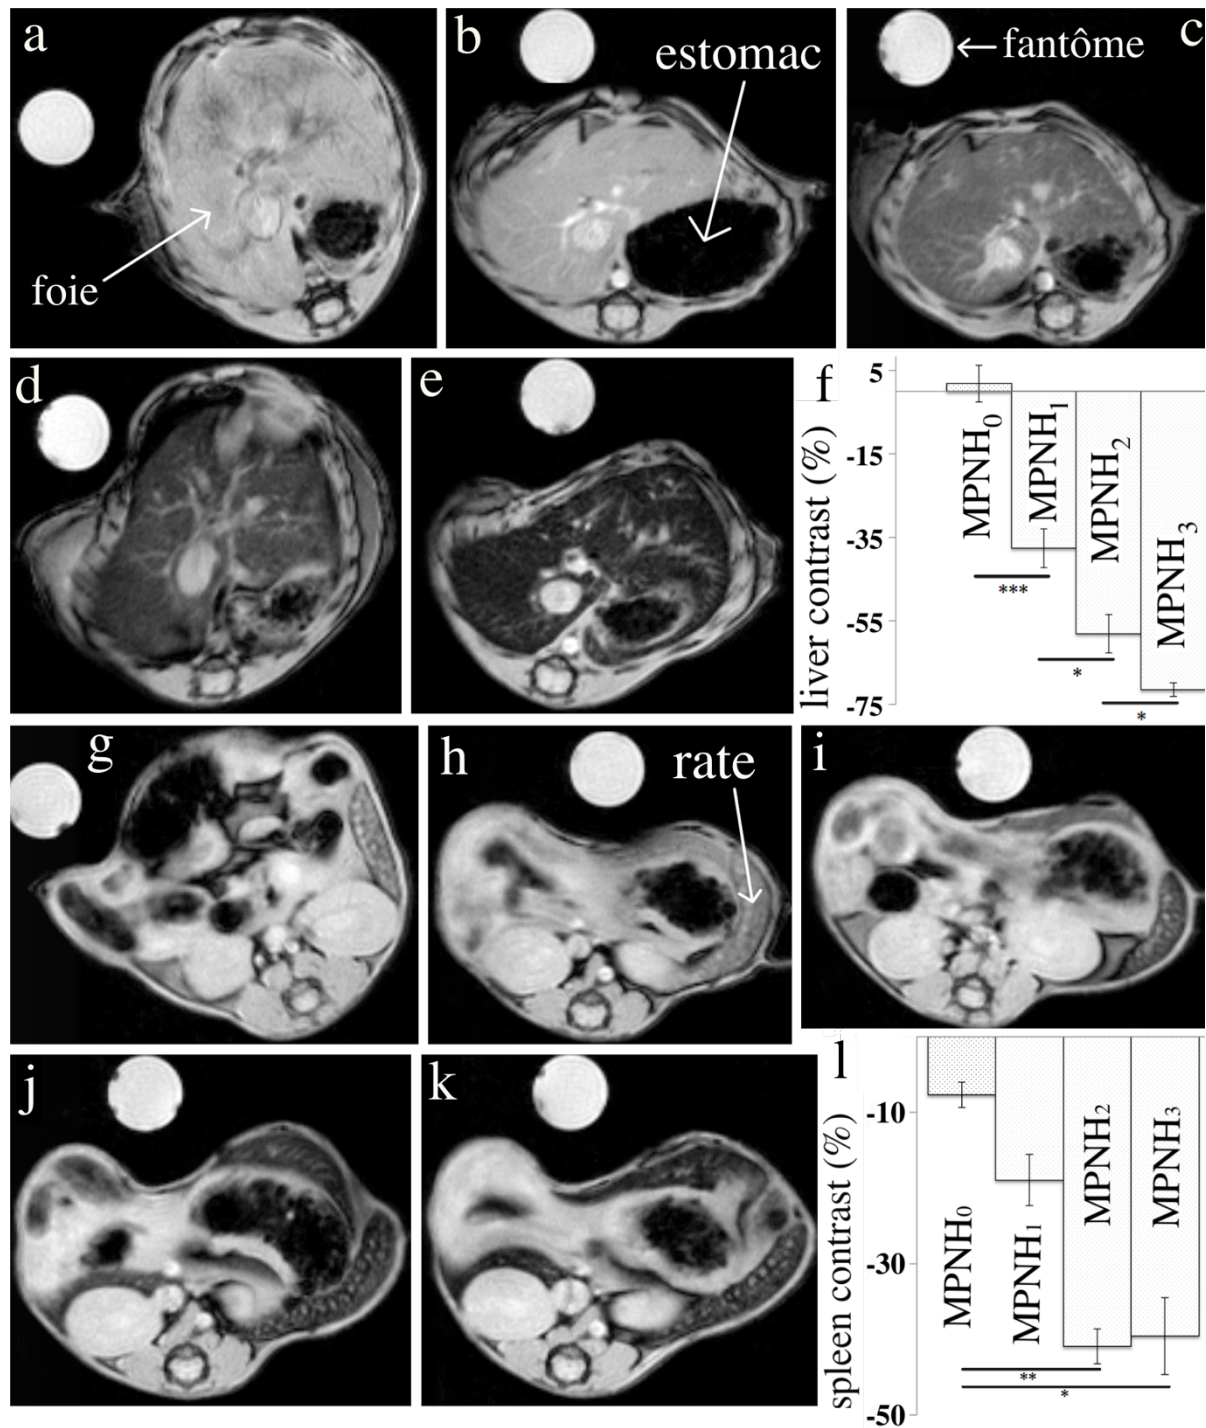 a
foie
b
estomac
c
fantôme
d
e
f
liver contrast (%)
5
-15
-35
-55
-75
MPNH₀
MPNH₁
MPNH₂
MPNH₃
***
*
*
g
h
rate
i
j
k
l
spleen contrast (%)
-10
-30
-50
MPNH₀
MPNH₁
MPNH₂
MPNH₃
**
*